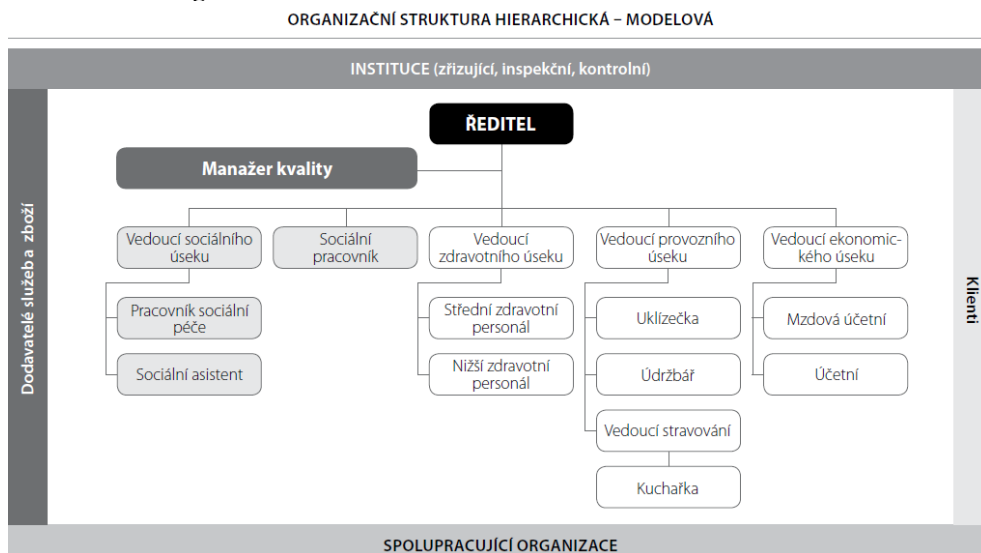 ORGANIZAČNÍ STRUKTURA HIERARCHICKÁ – MODELOVÁ
INSTITUCE (zřizující, inspekční, kontrolní)
ŘEDITEL
Manažer kvality
Dodavatelé služeb a zboží
Vedoucí sociálního
úseku
Sociální
pracovník
Vedoucí
zdravotního úseku
Vedoucí provozního
úseku
Vedoucí ekonomic-
kého úseku
Klienti
Pracovník sociální
péče
Střední zdravotní
personál
Uklízečka
Mzdová účetní
Sociální asistent
Nižší zdravotní
personál
Údržbář
Účetní
Vedoucí stravování
Kuchařka
SPOLUPRACUJÍCÍ ORGANIZACE